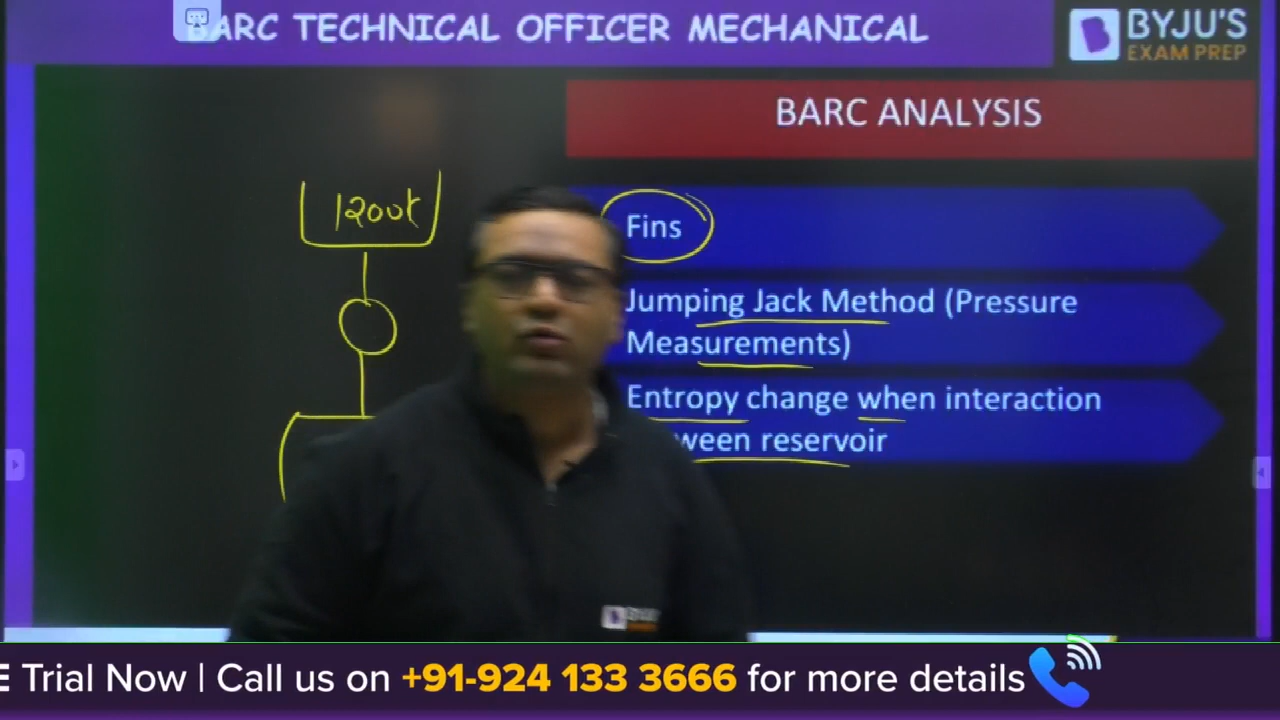 BARC TECHNICAL OFFICER MECHANICAL
BYJU'S
EXAM PREP
BARC ANALYSIS
1200k
Fins
Jumping Jack Method (Pressure
Measurements)
Entropy change when interaction
ween reservoir
Trial Now | Call us on +91-924 133 3666 for more details